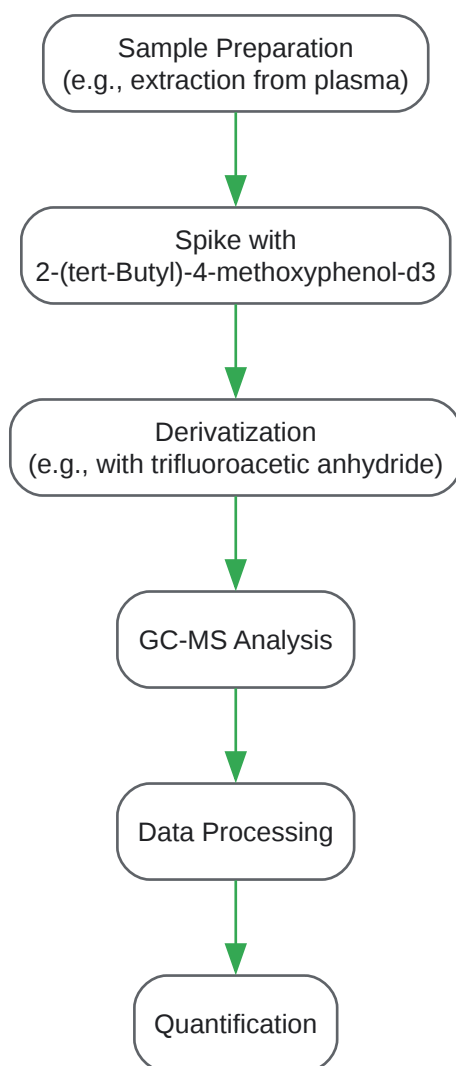 Sample Preparation
(e.g., extraction from plasma)
Spike with
2-(tert-Butyl)-4-methoxyphenol-d3
Derivatization
(e.g., with trifluoroacetic anhydride)
GC-MS Analysis
Data Processing
Quantification